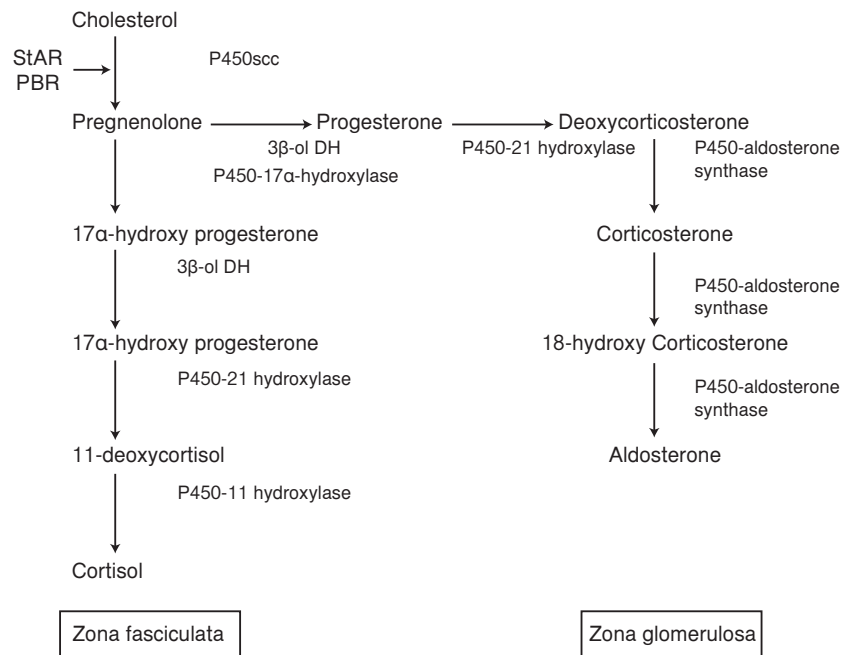 Cholesterol
StAR
PBR
P450scc
Pregnenolone
Progesterone
Deoxycorticosterone
3β-ol DH
P450-17α-hydroxylase
P450-21 hydroxylase
P450-aldosterone
synthase
17α-hydroxy progesterone
Corticosterone
3β-ol DH
P450-aldosterone
synthase
17α-hydroxy progesterone
18-hydroxy Corticosterone
P450-21 hydroxylase
P450-aldosterone
synthase
11-deoxycortisol
Aldosterone
P450-11 hydroxylase
Cortisol
Zona fasciculata
Zona glomerulosa